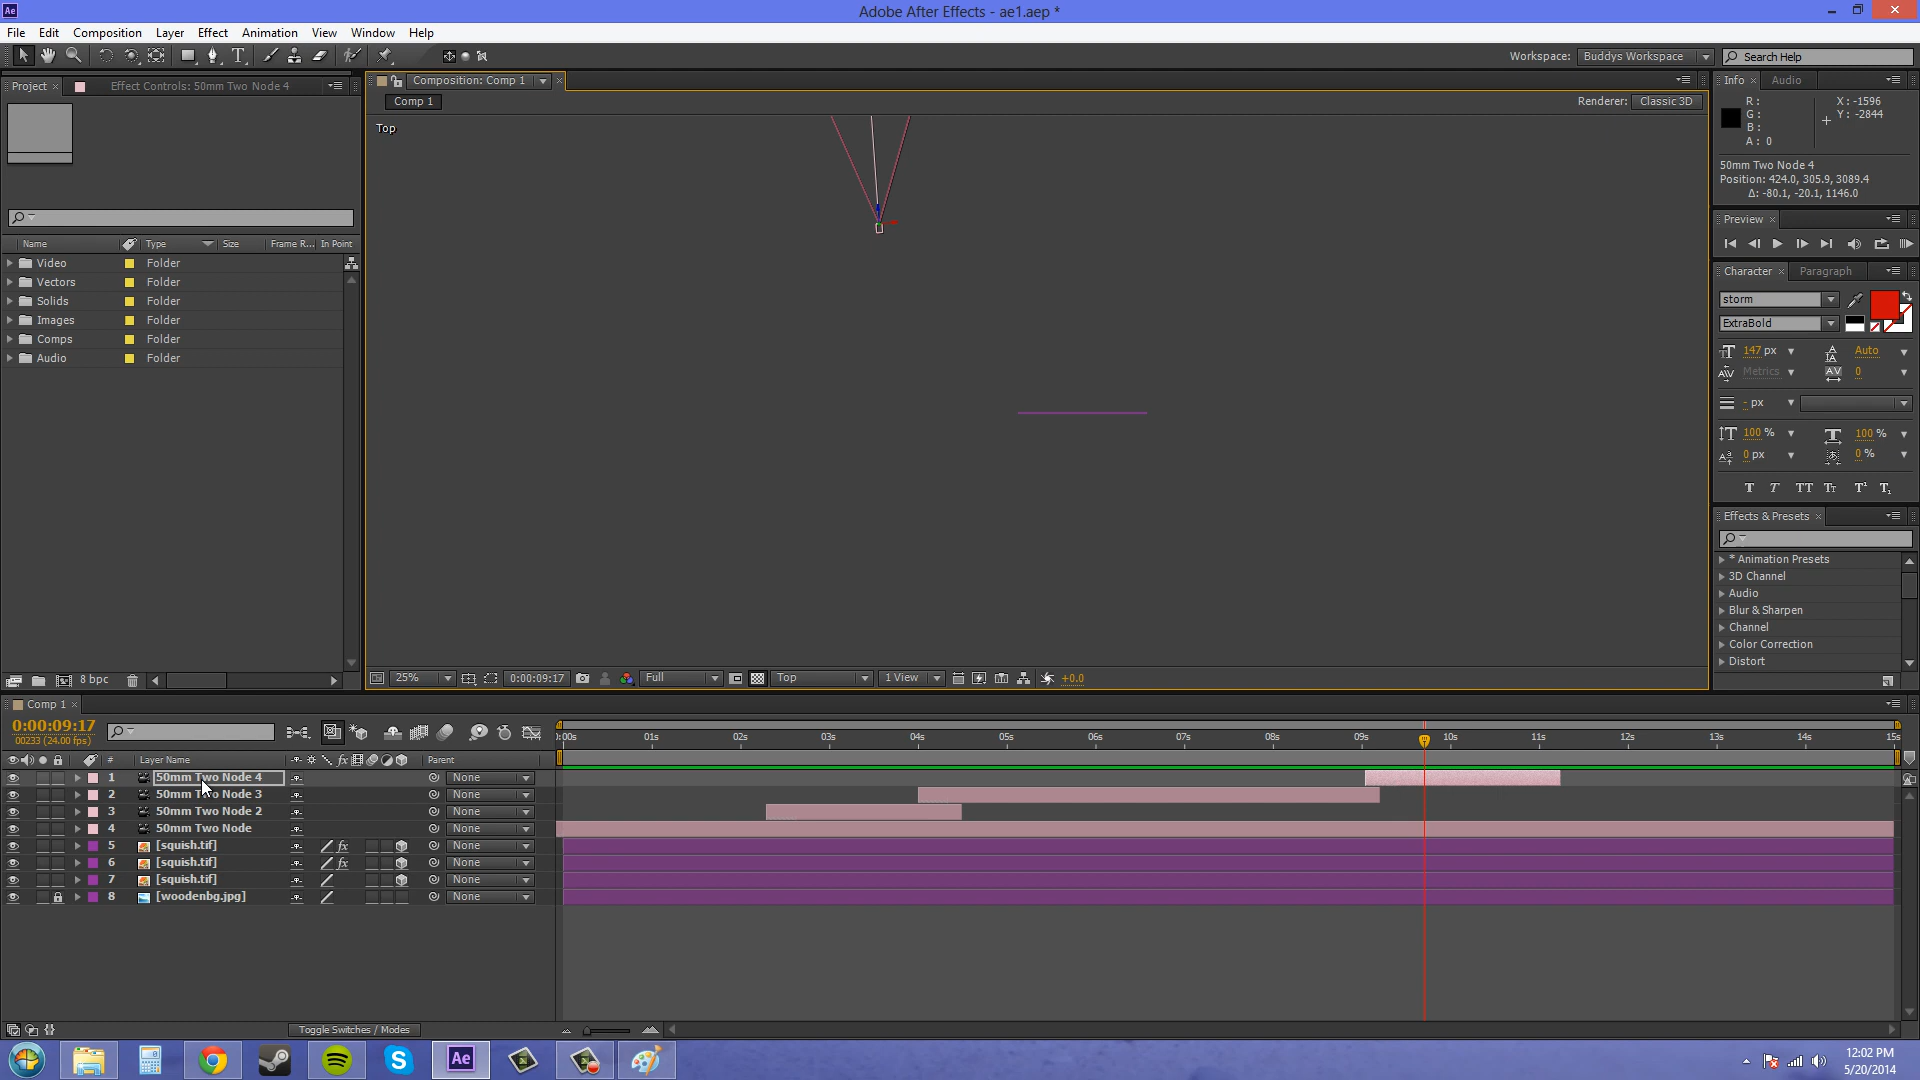 Adobe After Effects - ae1.aep *
File Edit Composition Layer Effect Animation View Window Help
Workspace: Buddys Workspace Search Help
Project × Effect Controls: 50mm Two Node 4
Composition: Comp 1 ×
Comp 1
Renderer: Classic 3D
Top
Info × Audio
R:
G:
B:
A: 0
X: -1596
Y: -2844
50mm Two Node 4
Position: 424.0, 305.9, 3089.4
Δ: -80.1, -20.1, 1146.0
Preview ×
Character × Paragraph
storm
ExtraBold
147 px Auto
Metrics 0
- px
100 % 100 %
0 px 0 %
T T TT Tt T¹ T₁
Effects & Presets ×
* Animation Presets
3D Channel
Audio
Blur & Sharpen
Channel
Color Correction
Distort
Name Type Size Frame R... In Point
Video Folder
Vectors Folder
Solids Folder
Images Folder
Comps Folder
Audio Folder
8 bpc
25% 0:00:09:17 Full Top 1 View +0.0
Comp 1 ×
0:00:09:17
00233 (24.00 fps)
):00s 01s 02s 03s 04s 05s 06s 07s 08s 09s 10s 11s 12s 13s 14s 15s
# Layer Name Parent
1 50mm Two Node 4 None
2 50mm Two Node 3 None
3 50mm Two Node 2 None
4 50mm Two Node None
5 [squish.tif] fx None
6 [squish.tif] fx None
7 [squish.tif] None
8 [woodenbg.jpg] None
Toggle Switches / Modes
Ae
12:02 PM
5/20/2014